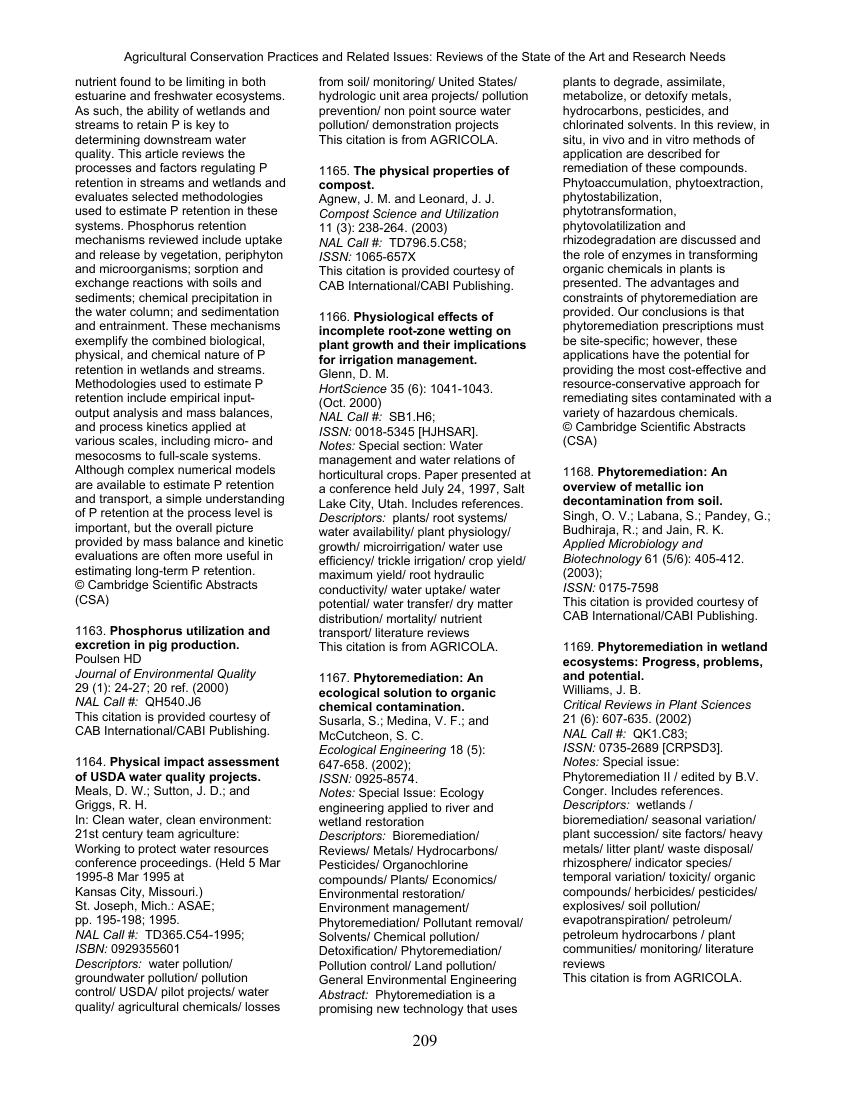 Agricultural Conservation Practices and Related Issues: Reviews of the State of the Art and Research Needs
nutrient found to be limiting in both
estuarine and freshwater ecosystems.
As such, the ability of wetlands and
streams to retain P is key to
determining downstream water
quality. This article reviews the
processes and factors regulating P
retention in streams and wetlands and
evaluates selected methodologies
used to estimate P retention in these
systems. Phosphorus retention
mechanisms reviewed include uptake
and release by vegetation, periphyton
and microorganisms; sorption and
exchange reactions with soils and
sediments; chemical precipitation in
the water column; and sedimentation
and entrainment. These mechanisms
exemplify the combined biological,
physical, and chemical nature of P
retention in wetlands and streams.
Methodologies used to estimate P
retention include empirical input-
output analysis and mass balances,
and process kinetics applied at
various scales, including micro- and
mesocosms to full-scale systems.
Although complex numerical models
are available to estimate P retention
and transport, a simple understanding
of P retention at the process level is
important, but the overall picture
provided by mass balance and kinetic
evaluations are often more useful in
estimating long-term P retention.
© Cambridge Scientific Abstracts
(CSA)
1163. Phosphorus utilization and
excretion in pig production.
Poulsen HD
Journal of Environmental Quality
29 (1): 24-27; 20 ref. (2000)
NAL Call #: QH540.J6
This citation is provided courtesy of
CAB International/CABI Publishing.
1164. Physical impact assessment
of USDA water quality projects.
Meals, D. W.; Sutton, J. D.; and
Griggs, R. H.
In: Clean water, clean environment:
21st century team agriculture:
Working to protect water resources
conference proceedings. (Held 5 Mar
1995-8 Mar 1995 at
Kansas City, Missouri.)
St. Joseph, Mich.: ASAE;
pp. 195-198; 1995.
NAL Call #: TD365.C54-1995;
ISBN: 0929355601
Descriptors: water pollution/
groundwater pollution/ pollution
control/ USDA/ pilot projects/ water
quality/ agricultural chemicals/ losses
from soil/ monitoring/ United States/
hydrologic unit area projects/ pollution
prevention/ non point source water
pollution/ demonstration projects
This citation is from AGRICOLA.
1165. The physical properties of
compost.
Agnew, J. M. and Leonard, J. J.
Compost Science and Utilization
11 (3): 238-264. (2003)
NAL Call #: TD796.5.C58;
ISSN: 1065-657X
This citation is provided courtesy of
CAB International/CABI Publishing.
1166. Physiological effects of
incomplete root-zone wetting on
plant growth and their implications
for irrigation management.
Glenn, D. M.
HortScience 35 (6): 1041-1043.
(Oct. 2000)
NAL Call #: SB1.H6;
ISSN: 0018-5345 [HJHSAR].
Notes: Special section: Water
management and water relations of
horticultural crops. Paper presented at
a conference held July 24, 1997, Salt
Lake City, Utah. Includes references.
Descriptors: plants/ root systems/
water availability/ plant physiology/
growth/ microirrigation/ water use
efficiency/ trickle irrigation/ crop yield/
maximum yield/ root hydraulic
conductivity/ water uptake/ water
potential/ water transfer/ dry matter
distribution/ mortality/ nutrient
transport/ literature reviews
This citation is from AGRICOLA.
1167. Phytoremediation: An
ecological solution to organic
chemical contamination.
Susarla, S.; Medina, V. F.; and
McCutcheon, S. C.
Ecological Engineering 18 (5):
647-658. (2002);
ISSN: 0925-8574.
Notes: Special Issue: Ecology
engineering applied to river and
wetland restoration
Descriptors: Bioremediation/
Reviews/ Metals/ Hydrocarbons/
Pesticides/ Organochlorine
compounds/ Plants/ Economics/
Environmental restoration/
Environment management/
Phytoremediation/ Pollutant removal/
Solvents/ Chemical pollution/
Detoxification/ Phytoremediation/
Pollution control/ Land pollution/
General Environmental Engineering
Abstract: Phytoremediation is a
promising new technology that uses
plants to degrade, assimilate,
metabolize, or detoxify metals,
hydrocarbons, pesticides, and
chlorinated solvents. In this review, in
situ, in vivo and in vitro methods of
application are described for
remediation of these compounds.
Phytoaccumulation, phytoextraction,
phytostabilization,
phytotransformation,
phytovolatilization and
rhizodegradation are discussed and
the role of enzymes in transforming
organic chemicals in plants is
presented. The advantages and
constraints of phytoremediation are
provided. Our conclusions is that
phytoremediation prescriptions must
be site-specific; however, these
applications have the potential for
providing the most cost-effective and
resource-conservative approach for
remediating sites contaminated with a
variety of hazardous chemicals.
© Cambridge Scientific Abstracts
(CSA)
1168. Phytoremediation: An
overview of metallic ion
decontamination from soil.
Singh, O. V.; Labana, S.; Pandey, G.;
Budhiraja, R.; and Jain, R. K.
Applied Microbiology and
Biotechnology 61 (5/6): 405-412.
(2003);
ISSN: 0175-7598
This citation is provided courtesy of
CAB International/CABI Publishing.
1169. Phytoremediation in wetland
ecosystems: Progress, problems,
and potential.
Williams, J. B.
Critical Reviews in Plant Sciences
21 (6): 607-635. (2002)
NAL Call #: QK1.C83;
ISSN: 0735-2689 [CRPSD3].
Notes: Special issue:
Phytoremediation II / edited by B.V.
Conger. Includes references.
Descriptors: wetlands /
bioremediation/ seasonal variation/
plant succession/ site factors/ heavy
metals/ litter plant/ waste disposal/
rhizosphere/ indicator species/
temporal variation/ toxicity/ organic
compounds/ herbicides/ pesticides/
explosives/ soil pollution/
evapotranspiration/ petroleum/
petroleum hydrocarbons / plant
communities/ monitoring/ literature
reviews
This citation is from AGRICOLA.
209